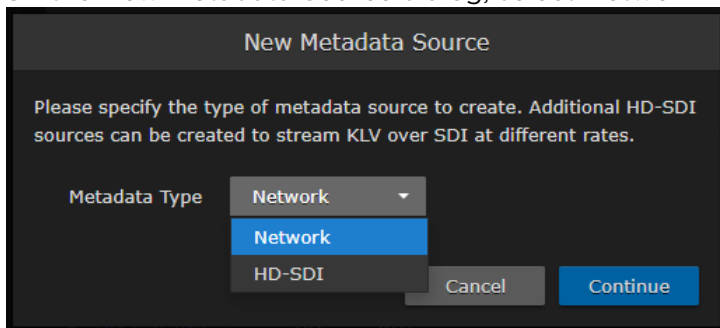 New Metadata Source
Please specify the type of metadata source to create. Additional HD-SDI
sources can be created to stream KLV over SDI at different rates.
Metadata Type Network
Network
HD-SDI
Cancel Continue